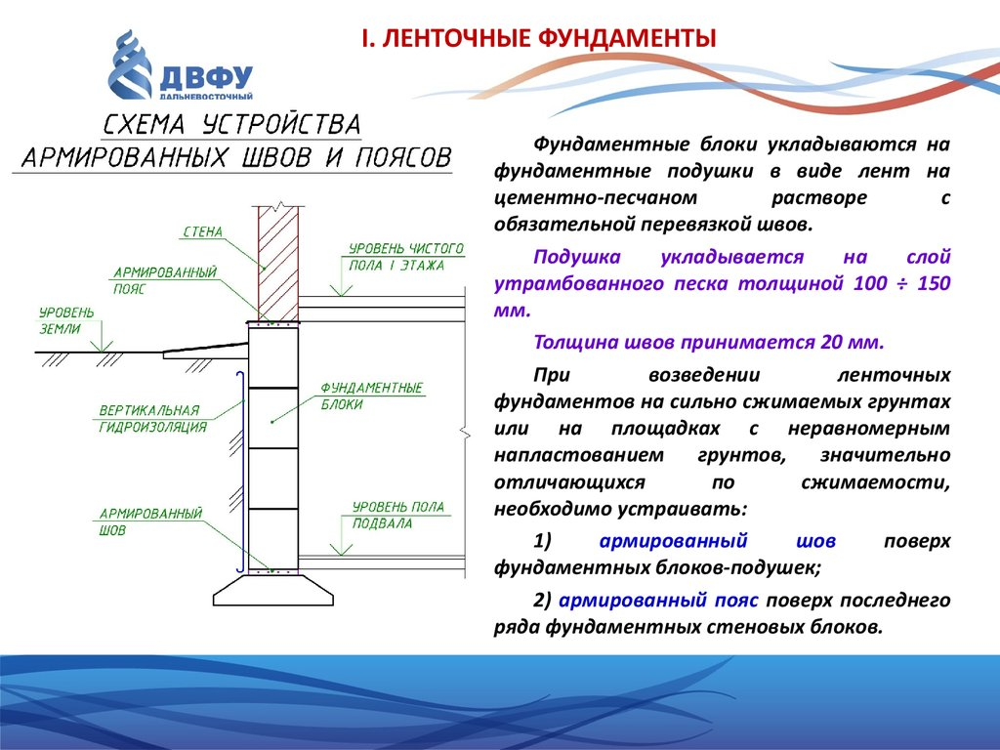 I. ЛЕНТОЧНЫЕ ФУНДАМЕНТЫ
ДВФУ
ДАЛЬНЕВОСТОЧНЫЙ
СХЕМА УСТРОЙСТВА
АРМИРОВАННЫХ ШВОВ И ПОЯСОВ
СТЕНА
УРОВЕНЬ ЧИСТОГО
ПОЛА I ЭТАЖА
АРМИРОВАННЫЙ
ПОЯС
УРОВЕНЬ
ЗЕМЛИ
ФУНДАМЕНТНЫЕ
БЛОКИ
ВЕРТИКАЛЬНАЯ
ГИДРОИЗОЛЯЦИЯ
УРОВЕНЬ ПОЛА
ПОДВАЛА
АРМИРОВАННЫЙ
ШОВ
Фундаментные блоки укладываются на
фундаментные подушки в виде лент на
цементно-песчаном растворе с
обязательной перевязкой швов.
Подушка укладывается на слой
утрамбованного песка толщиной 100 ÷ 150
мм.
Толщина швов принимается 20 мм.
При возведении ленточных
фундаментов на сильно сжимаемых грунтах
или на площадках с неравномерным
напластованием грунтов, значительно
отличающихся по сжимаемости,
необходимо устраивать:
1) армированный шов поверх
фундаментных блоков-подушек;
2) армированный пояс поверх последнего
ряда фундаментных стеновых блоков.